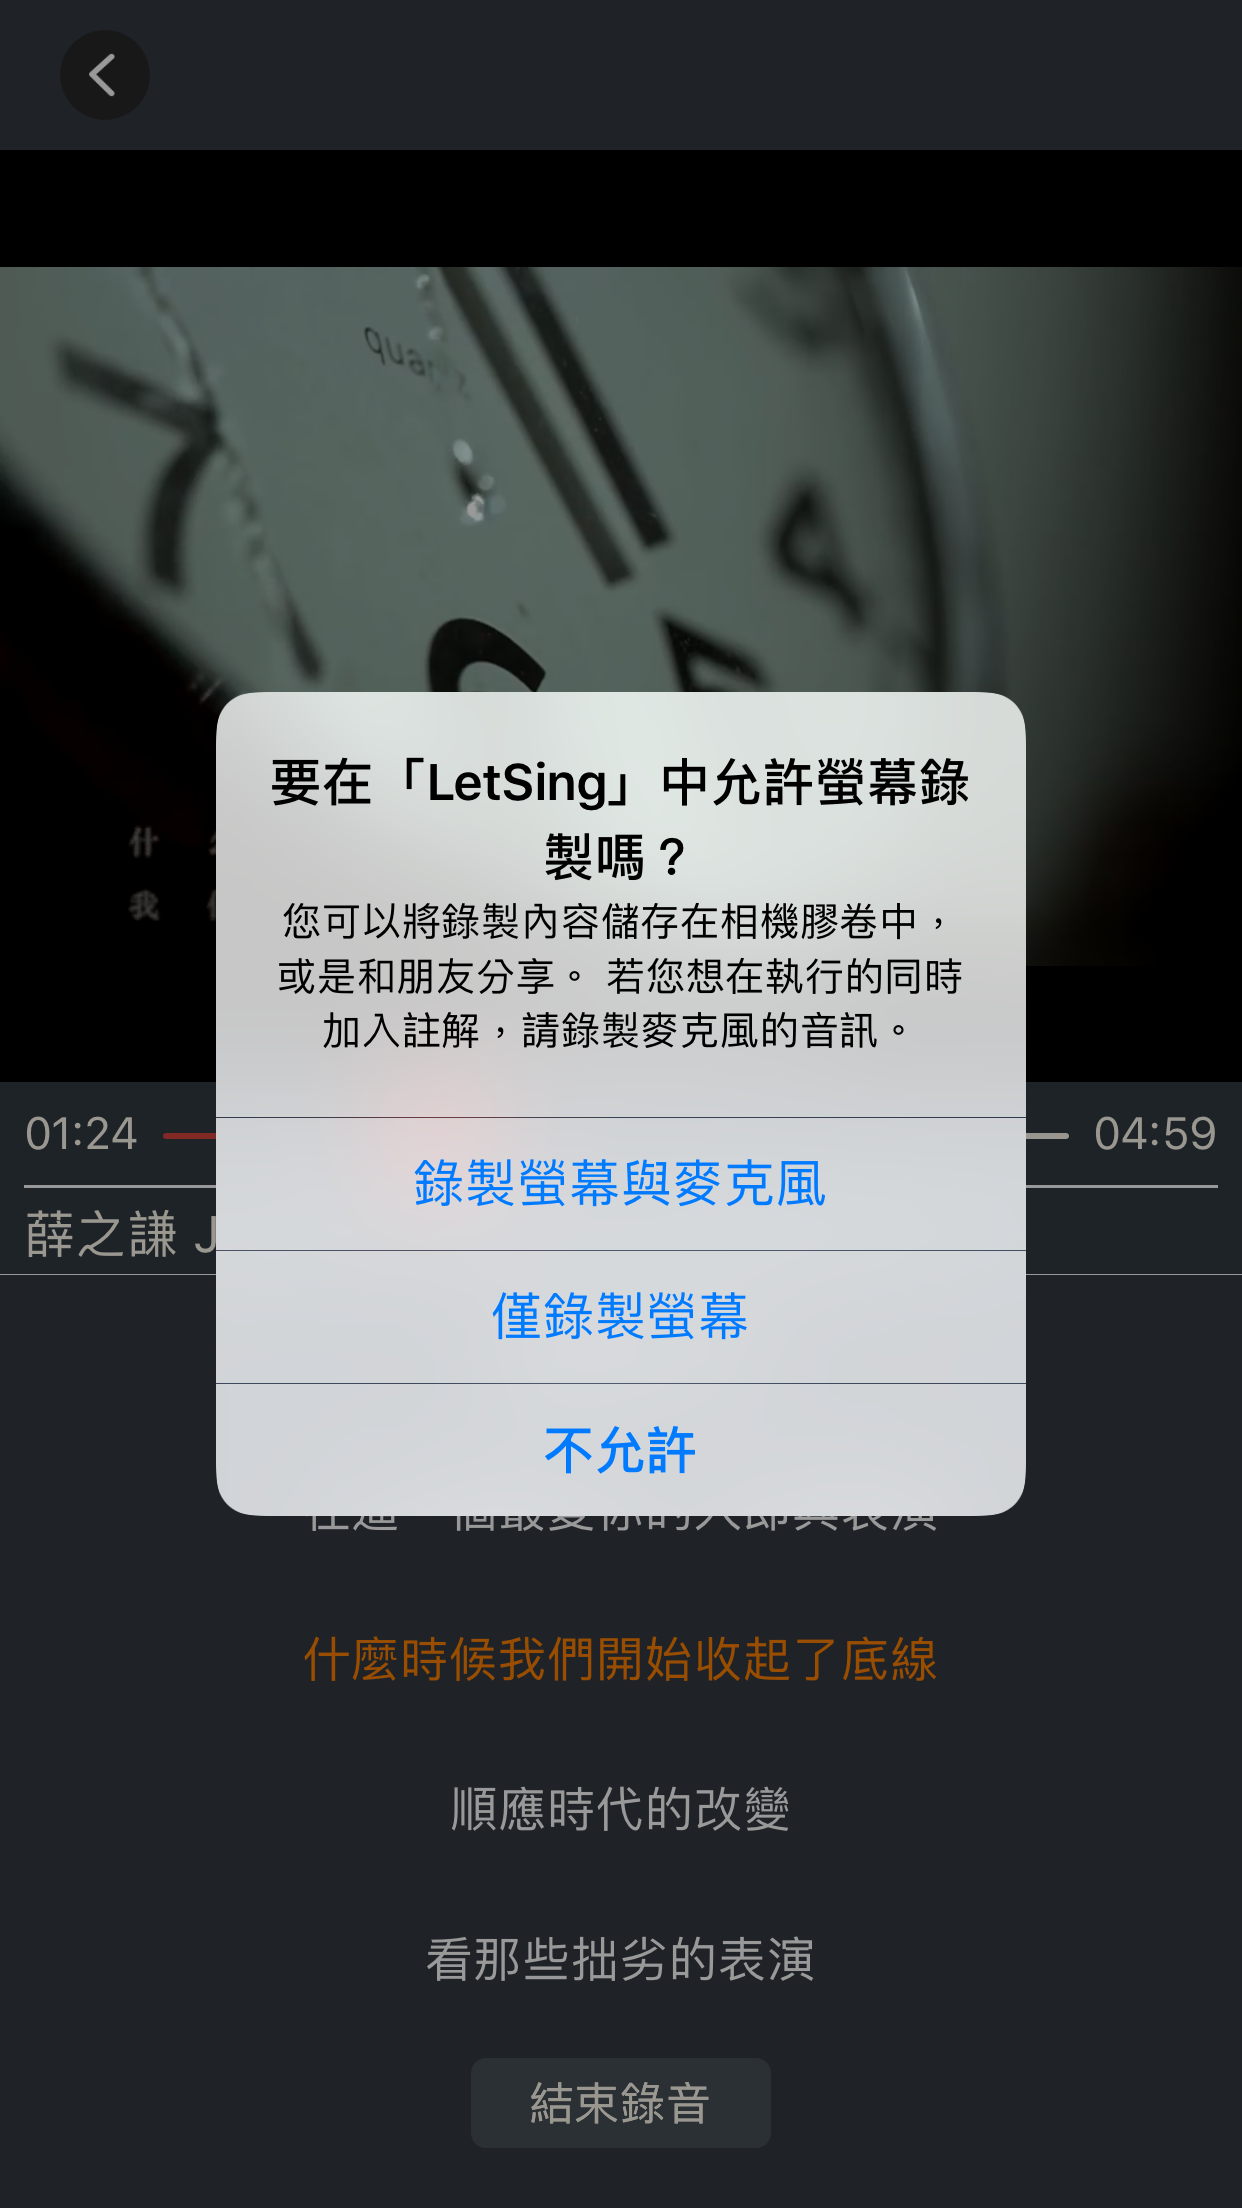 要在「LetSing」中允許螢幕錄
製嗎？
您可以將錄製內容儲存在相機膠卷中，
或是和朋友分享。 若您想在執行的同時
加入註解，請錄製麥克風的音訊。
什
我
01:24
04:59
錄製螢幕與麥克風
薛之謙 J
僅錄製螢幕
不允許
什麼時候我們開始收起了底線
順應時代的改變
看那些拙劣的表演
結束錄音